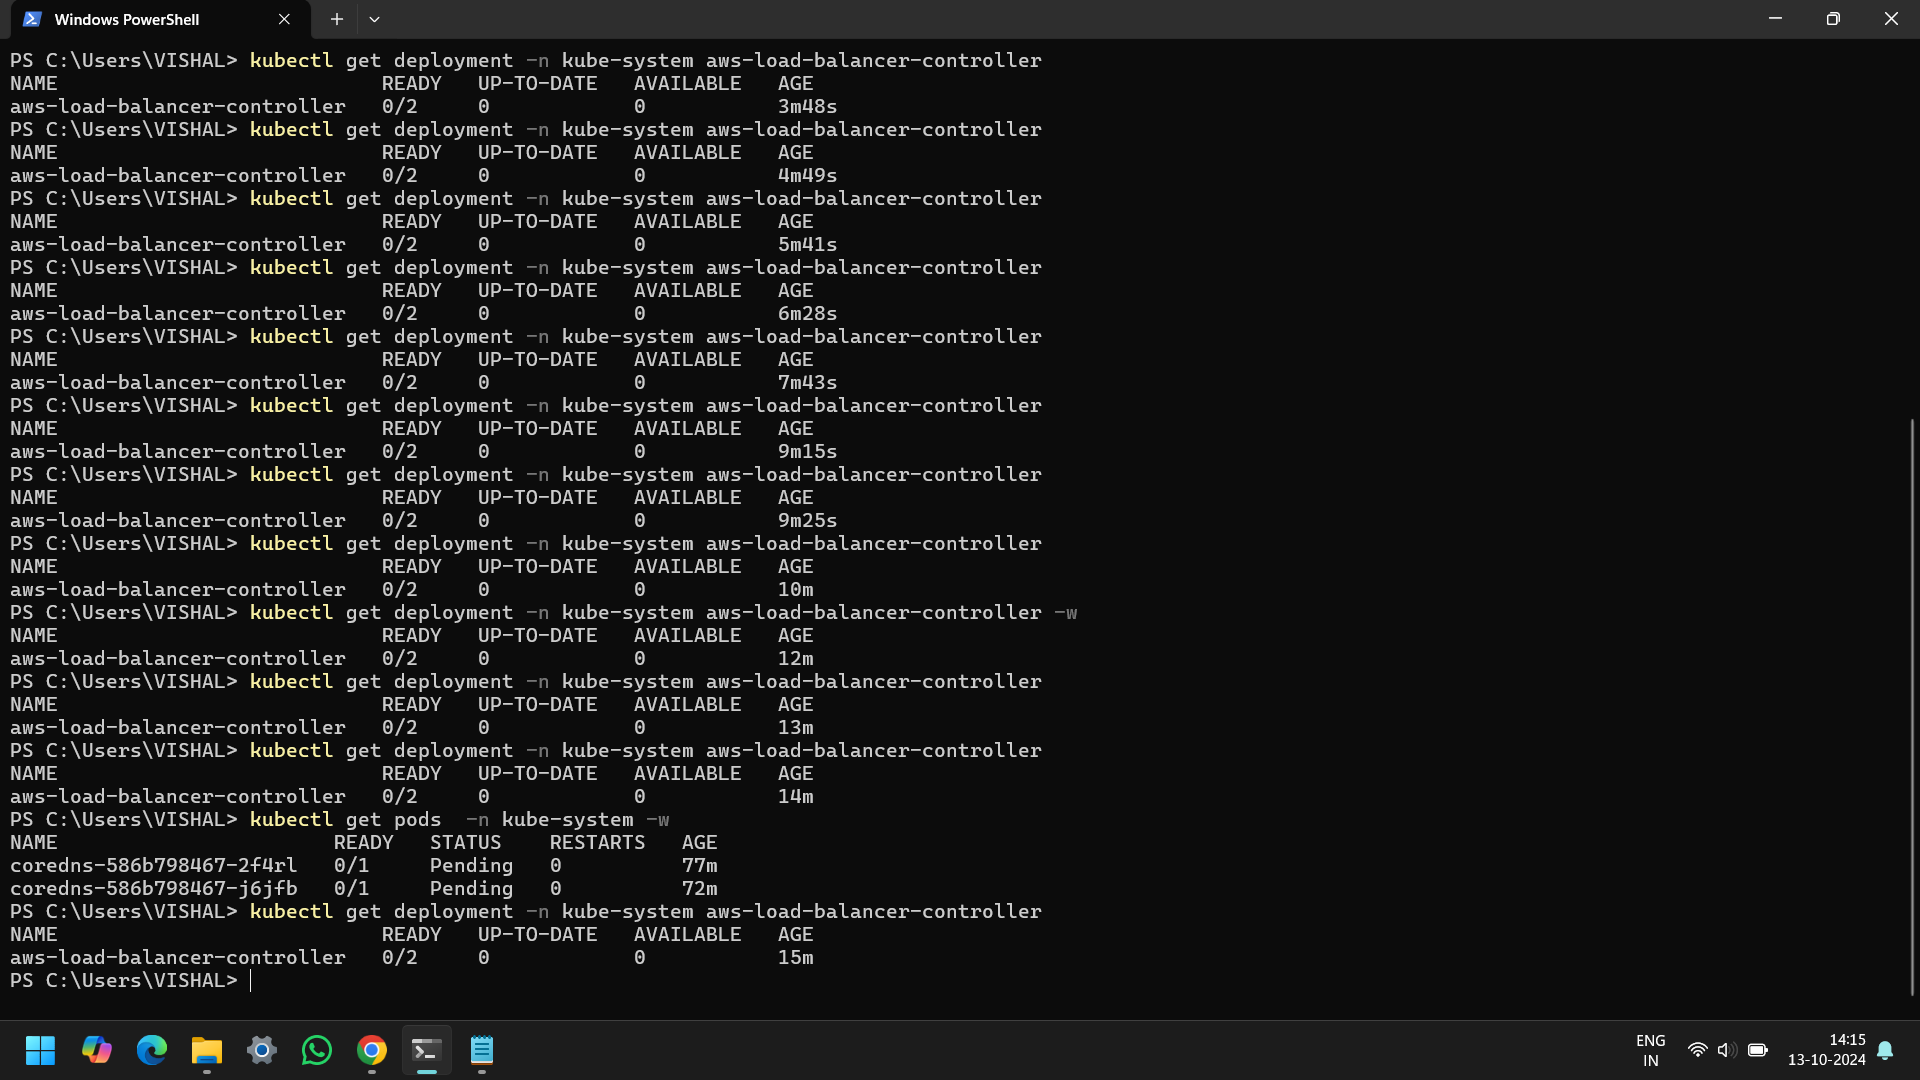 Windows PowerShell
PS C:\Users\VISHAL> kubectl get deployment -n kube-system aws-load-balancer-controller
NAME READY UP-TO-DATE AVAILABLE AGE
aws-load-balancer-controller 0/2 0 0 3m48s
PS C:\Users\VISHAL> kubectl get deployment -n kube-system aws-load-balancer-controller
NAME READY UP-TO-DATE AVAILABLE AGE
aws-load-balancer-controller 0/2 0 0 4m49s
PS C:\Users\VISHAL> kubectl get deployment -n kube-system aws-load-balancer-controller
NAME READY UP-TO-DATE AVAILABLE AGE
aws-load-balancer-controller 0/2 0 0 5m41s
PS C:\Users\VISHAL> kubectl get deployment -n kube-system aws-load-balancer-controller
NAME READY UP-TO-DATE AVAILABLE AGE
aws-load-balancer-controller 0/2 0 0 6m28s
PS C:\Users\VISHAL> kubectl get deployment -n kube-system aws-load-balancer-controller
NAME READY UP-TO-DATE AVAILABLE AGE
aws-load-balancer-controller 0/2 0 0 7m43s
PS C:\Users\VISHAL> kubectl get deployment -n kube-system aws-load-balancer-controller
NAME READY UP-TO-DATE AVAILABLE AGE
aws-load-balancer-controller 0/2 0 0 9m15s
PS C:\Users\VISHAL> kubectl get deployment -n kube-system aws-load-balancer-controller
NAME READY UP-TO-DATE AVAILABLE AGE
aws-load-balancer-controller 0/2 0 0 9m25s
PS C:\Users\VISHAL> kubectl get deployment -n kube-system aws-load-balancer-controller
NAME READY UP-TO-DATE AVAILABLE AGE
aws-load-balancer-controller 0/2 0 0 10m
PS C:\Users\VISHAL> kubectl get deployment -n kube-system aws-load-balancer-controller -w
NAME READY UP-TO-DATE AVAILABLE AGE
aws-load-balancer-controller 0/2 0 0 12m
PS C:\Users\VISHAL> kubectl get deployment -n kube-system aws-load-balancer-controller
NAME READY UP-TO-DATE AVAILABLE AGE
aws-load-balancer-controller 0/2 0 0 13m
PS C:\Users\VISHAL> kubectl get deployment -n kube-system aws-load-balancer-controller
NAME READY UP-TO-DATE AVAILABLE AGE
aws-load-balancer-controller 0/2 0 0 14m
PS C:\Users\VISHAL> kubectl get pods -n kube-system -w
NAME READY STATUS RESTARTS AGE
coredns-586b798467-2f4rl 0/1 Pending 0 77m
coredns-586b798467-j6jfb 0/1 Pending 0 72m
PS C:\Users\VISHAL> kubectl get deployment -n kube-system aws-load-balancer-controller
NAME READY UP-TO-DATE AVAILABLE AGE
aws-load-balancer-controller 0/2 0 0 15m
PS C:\Users\VISHAL>
ENG 14:15
IN 13-10-2024